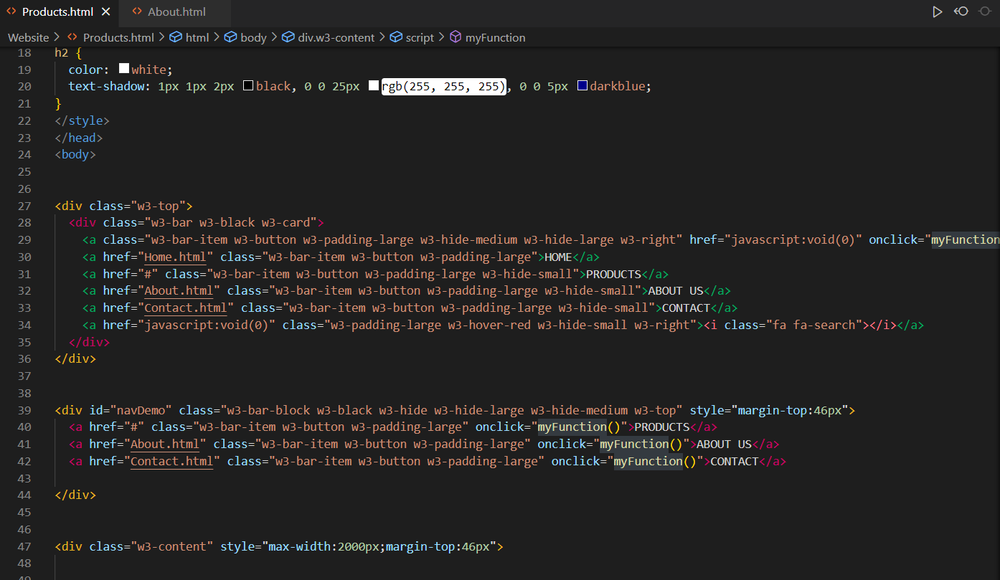 Products.html
About.html
Website > Products.html > html > body > div.w3-content > script > myFunction
18 h2 {
19 color: white;
20 text-shadow: 1px 1px 2px black, 0 0 25px rgb(255, 255, 255), 0 0 5px darkblue;
21 }
22 </style>
23 </head>
24 <body>
25
26
27 <div class="w3-top">
28 <div class="w3-bar w3-black w3-card">
29 <a class="w3-bar-item w3-button w3-padding-large w3-hide-medium w3-hide-large w3-right" href="javascript:void(0)" onclick="myFunction
30 <a href="Home.html" class="w3-bar-item w3-button w3-padding-large">HOME</a>
31 <a href="#" class="w3-bar-item w3-button w3-padding-large w3-hide-small">PRODUCTS</a>
32 <a href="About.html" class="w3-bar-item w3-button w3-padding-large w3-hide-small">ABOUT US</a>
33 <a href="Contact.html" class="w3-bar-item w3-button w3-padding-large w3-hide-small">CONTACT</a>
34 <a href="javascript:void(0)" class="w3-padding-large w3-hover-red w3-hide-small w3-right"><i class="fa fa-search"></i></a>
35 </div>
36 </div>
37
38
39 <div id="navDemo" class="w3-bar-block w3-black w3-hide w3-hide-large w3-hide-medium w3-top" style="margin-top:46px">
40 <a href="#" class="w3-bar-item w3-button w3-padding-large" onclick="myFunction()">PRODUCTS</a>
41 <a href="About.html" class="w3-bar-item w3-button w3-padding-large" onclick="myFunction()">ABOUT US</a>
42 <a href="Contact.html" class="w3-bar-item w3-button w3-padding-large" onclick="myFunction()">CONTACT</a>
43
44 </div>
45
46
47 <div class="w3-content" style="max-width:2000px;margin-top:46px">
48
49